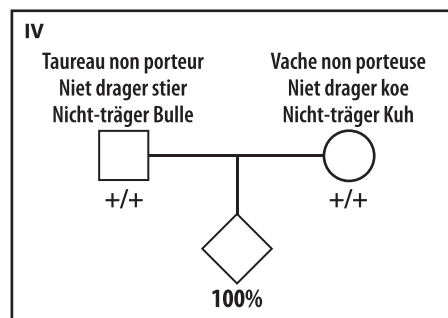 IV
Taureau non porteur
Niet drager stier
Nicht-träger Bulle
Vache non porteuse
Niet drager koe
Nicht-träger Kuh
+/+
+/+
100%